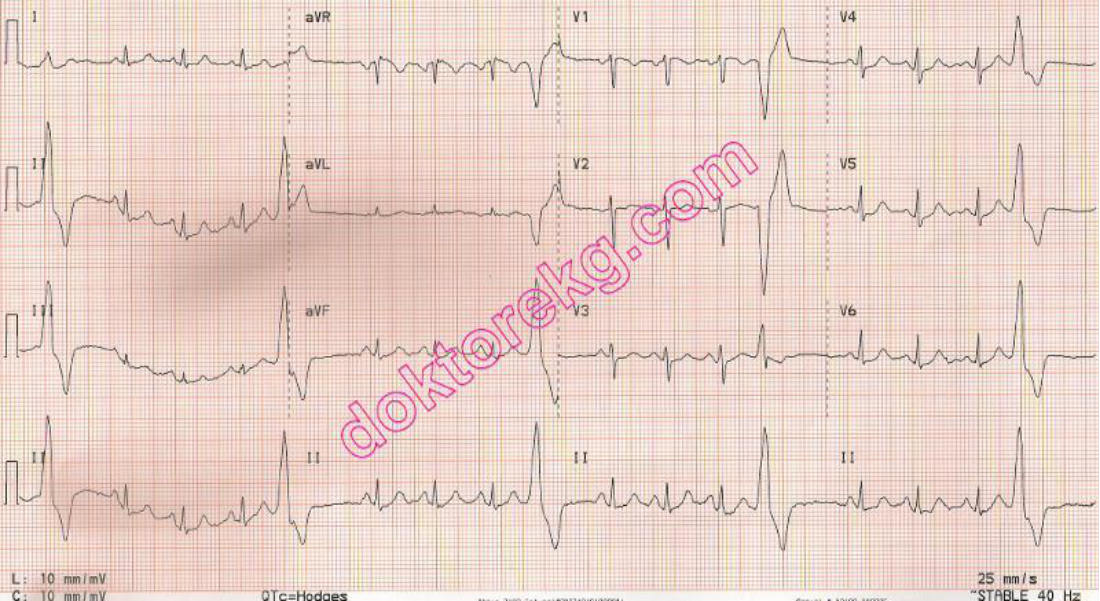 I aVR V1 V4
II aVL V2 V5
III aVF V3 V6
II II II II
doktorekg.com
L: 10 mm/mV 25 mm/s
C: 10 mm/mV QTc=Hodges ~STABLE 40 Hz